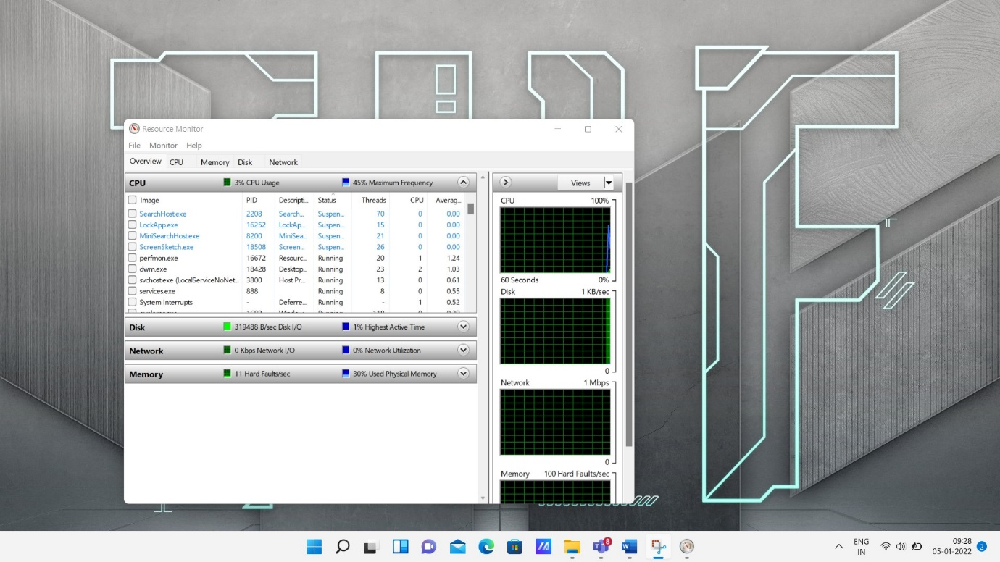 Resource Monitor
File Monitor Help
Overview CPU Memory Disk Network
CPU 3% CPU Usage 45% Maximum Frequency
Image PID Descripti... Status Threads CPU Averag...
SearchHost.exe 2208 Search... Suspen... 70 0 0.00
LockApp.exe 16252 LockAp... Suspen... 15 0 0.00
MiniSearchHost.exe 8200 MiniSea... Suspen... 21 0 0.00
ScreenSketch.exe 18508 Screen... Suspen... 26 0 0.00
perfmon.exe 16672 Resourc... Running 20 1 1.24
dwm.exe 18428 Desktop... Running 23 2 1.03
svchost.exe (LocalServiceNoNet... 3800 Host Pr... Running 13 0 0.61
services.exe 888 Running 8 0 0.55
System Interrupts - Deferre... Running - 1 0.52
Disk 319488 B/sec Disk I/O 1% Highest Active Time
Network 0 Kbps Network I/O 0% Network Utilization
Memory 11 Hard Faults/sec 30% Used Physical Memory
Views
CPU 100%
60 Seconds 0%
Disk 1 KB/sec
0
Network 1 Mbps
0
Memory 100 Hard Faults/sec
8
W
ENG
IN
09:28
05-01-2022
2